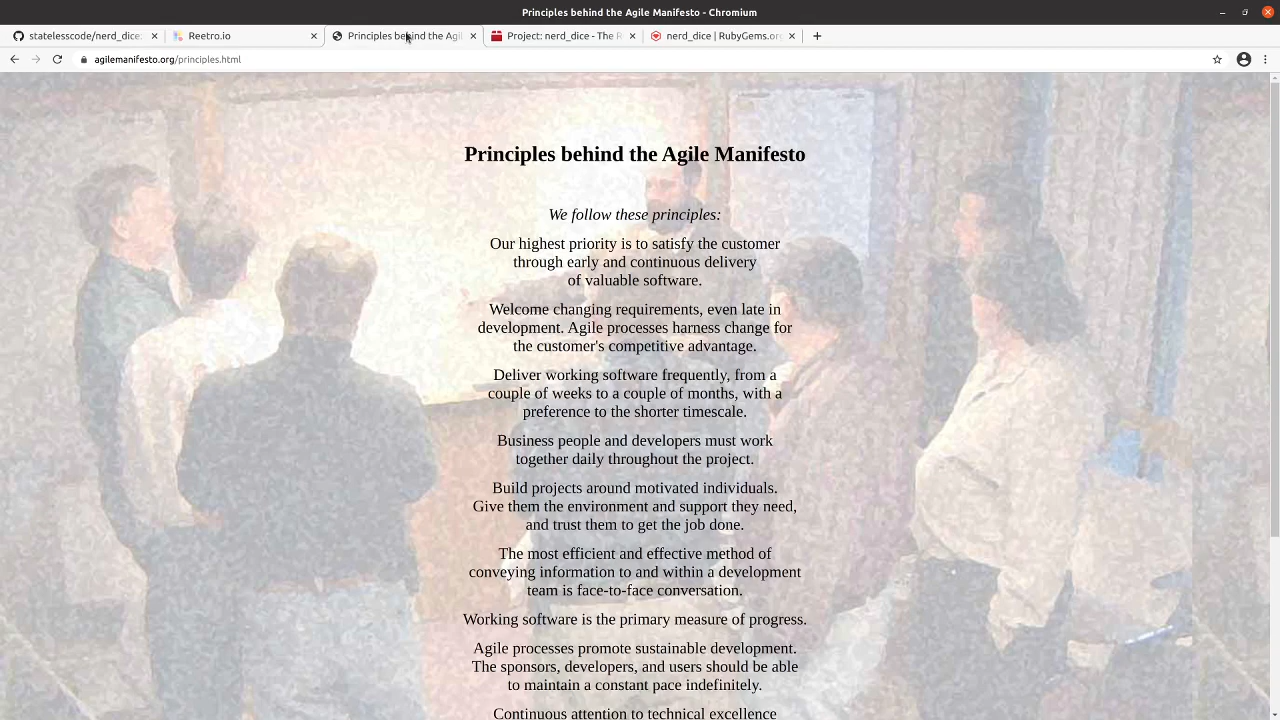 Principles behind the Agile Manifesto - Chromium
statelesscode/nerd_dice:
Reetro.io
Principles behind the Agil
Project: nerd_dice - The R
nerd_dice | RubyGems.org
agilemanifesto.org/principles.html
Principles behind the Agile Manifesto
We follow these principles:
Our highest priority is to satisfy the customer
through early and continuous delivery
of valuable software.
Welcome changing requirements, even late in
development. Agile processes harness change for
the customer's competitive advantage.
Deliver working software frequently, from a
couple of weeks to a couple of months, with a
preference to the shorter timescale.
Business people and developers must work
together daily throughout the project.
Build projects around motivated individuals.
Give them the environment and support they need,
and trust them to get the job done.
The most efficient and effective method of
conveying information to and within a development
team is face-to-face conversation.
Working software is the primary measure of progress.
Agile processes promote sustainable development.
The sponsors, developers, and users should be able
to maintain a constant pace indefinitely.
Continuous attention to technical excellence